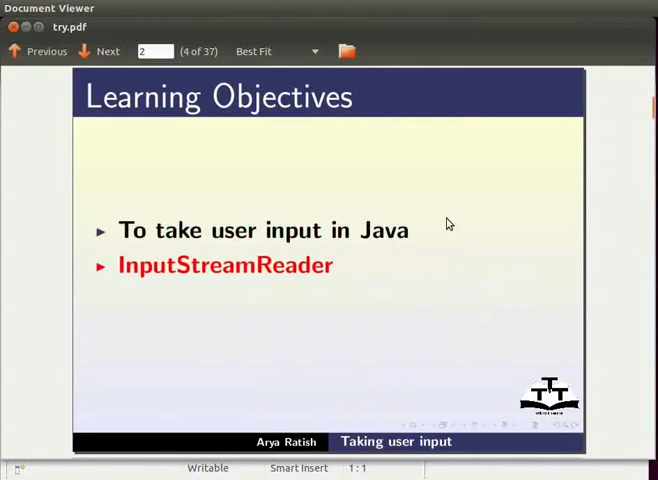 Document Viewer
try.pdf
Previous Next 2 (4 of 37) Best Fit
Learning Objectives
To take user input in Java
InputStreamReader
TTT
Arya Ratish Taking user input
Writable Smart Insert 1 : 1